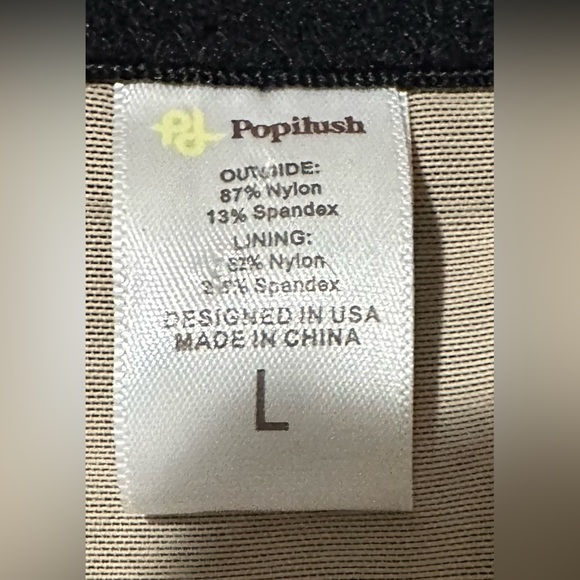 Popilush
OUTSIDE:
87% Nylon
13% Spandex
LINING:
Nylon
Spandex
DESIGNED IN USA
MADE IN CHINA
L